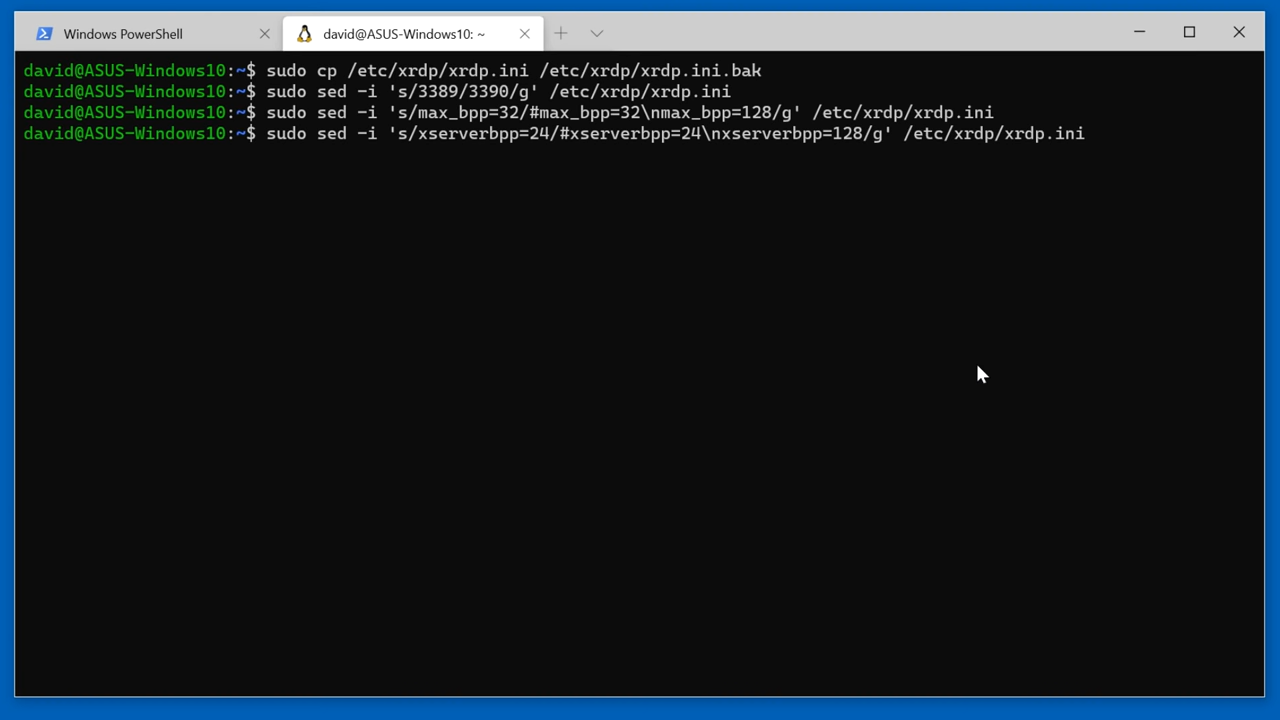 Windows PowerShell
david@ASUS-Windows10: ~
david@ASUS-Windows10:~$ sudo cp /etc/xrdp/xrdp.ini /etc/xrdp/xrdp.ini.bak
david@ASUS-Windows10:~$ sudo sed -i 's/3389/3390/g' /etc/xrdp/xrdp.ini
david@ASUS-Windows10:~$ sudo sed -i 's/max_bpp=32/#max_bpp=32\nmax_bpp=128/g' /etc/xrdp/xrdp.ini
david@ASUS-Windows10:~$ sudo sed -i 's/xserverbpp=24/#xserverbpp=24\nxserverbpp=128/g' /etc/xrdp/xrdp.ini